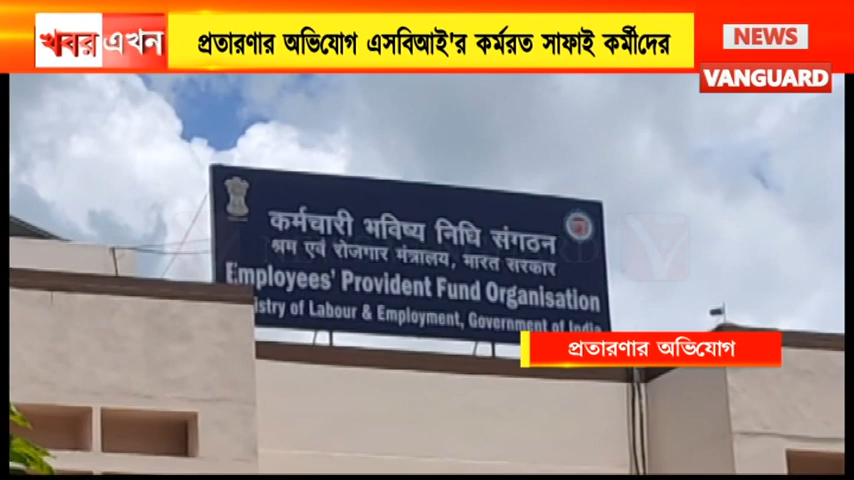 খবর এখন
প্রতারণার অভিযোগ এসবিআই'র কর্মরত সাফাই কর্মীদের
NEWS
VANGUARD
कर्मचारी भविष्य निधि संगठन
श्रम एवं रोजगार मंत्रालय, भारत सरकार
Employees' Provident Fund Organisation
istry of Labour & Employment, Government of India
প্রতারণার অভিযোগ